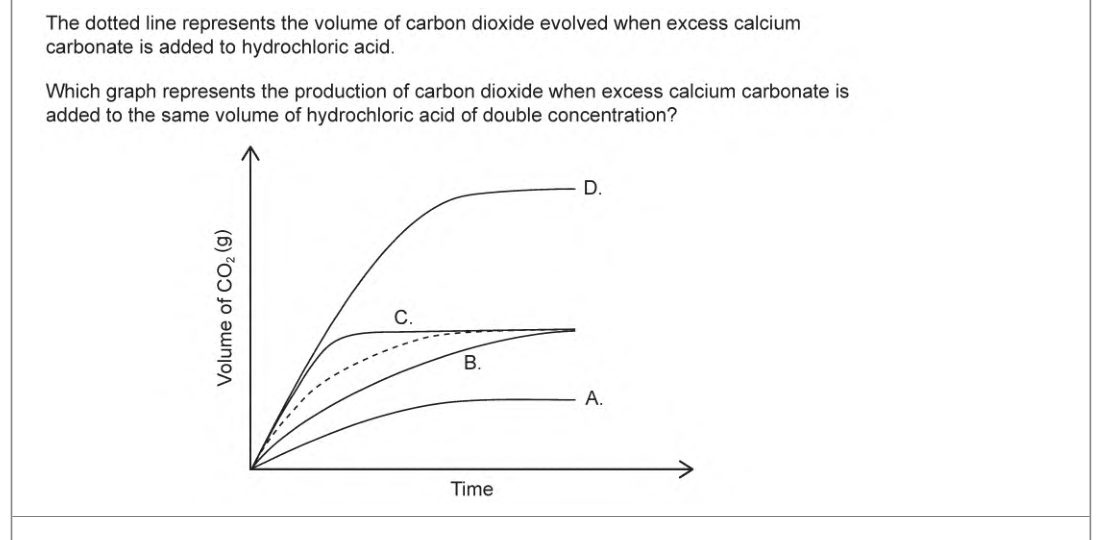 The dotted line represents the volume of carbon dioxide evolved when excess calcium
carbonate is added to hydrochloric acid.
Which graph represents the production of carbon dioxide when excess calcium carbonate is
added to the same volume of hydrochloric acid of double concentration?
D.
Volume of CO₂ (g)
C.
B.
A.
Time